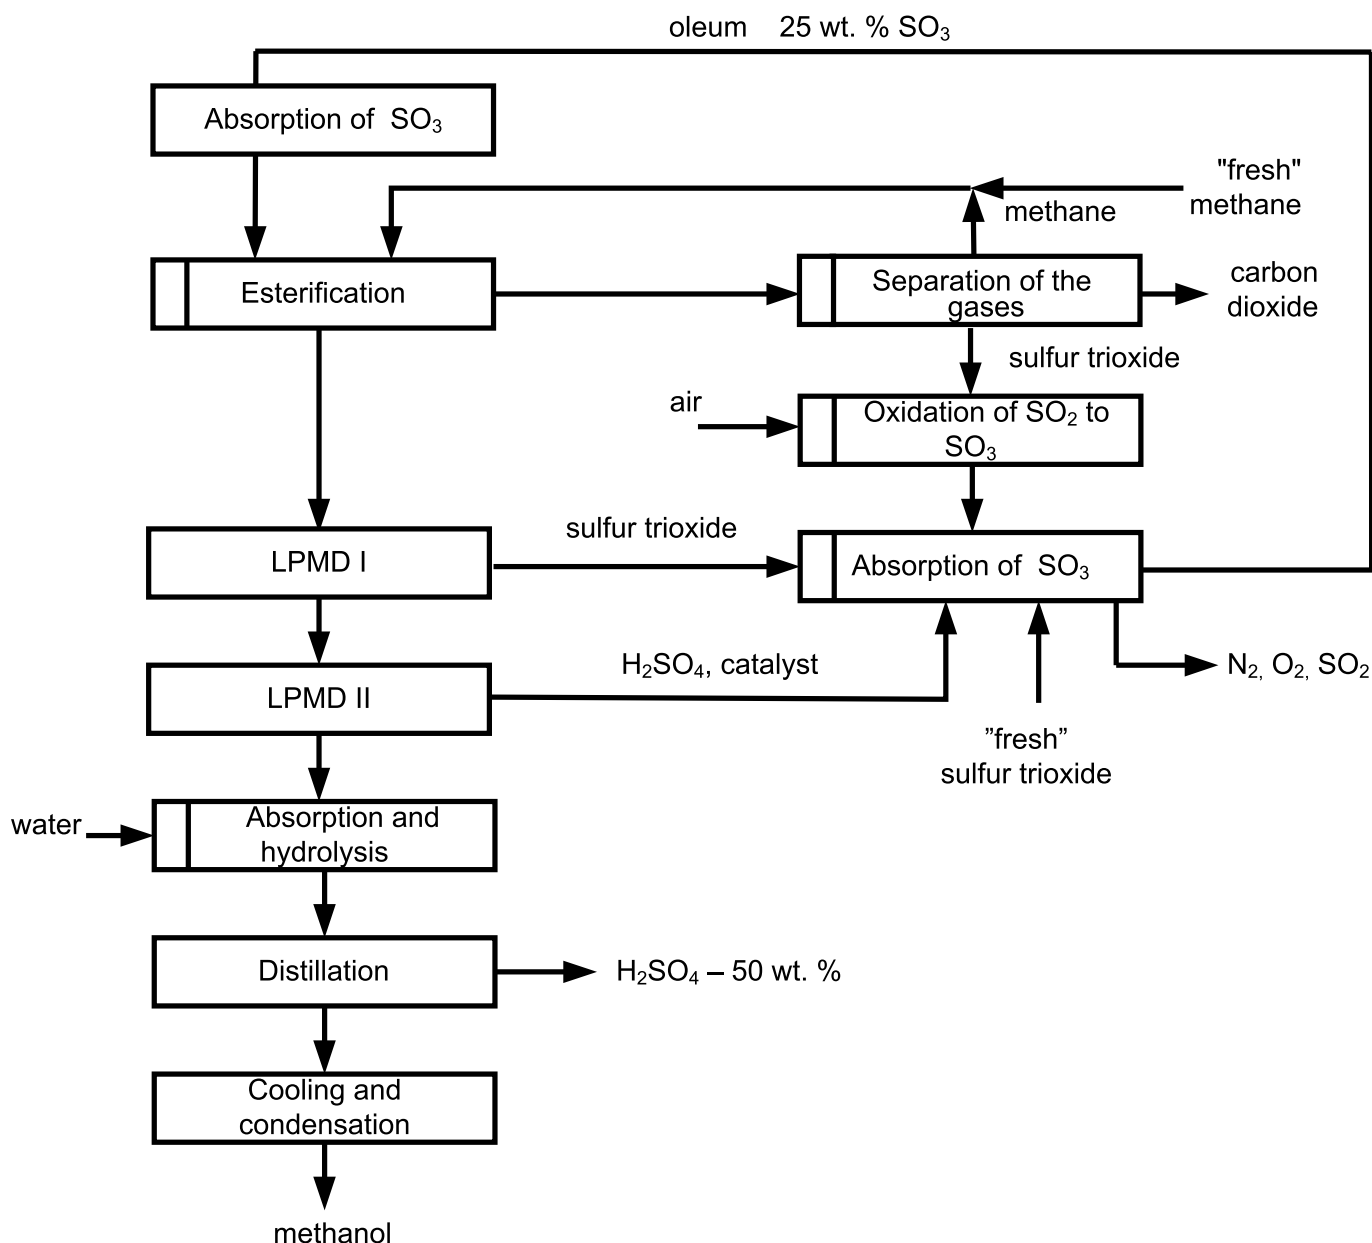 oleum 25 wt. % SO₃
Absorption of SO₃
"fresh"
methane
methane
Esterification
Separation of the
gases
carbon
dioxide
sulfur trioxide
air
Oxidation of SO₂ to
SO₃
sulfur trioxide
LPMD I
Absorption of SO₃
H₂SO₄, catalyst
N₂, O₂, SO₂
LPMD II
”fresh”
sulfur trioxide
water
Absorption and
hydrolysis
Distillation
H₂SO₄ – 50 wt. %
Cooling and
condensation
methanol